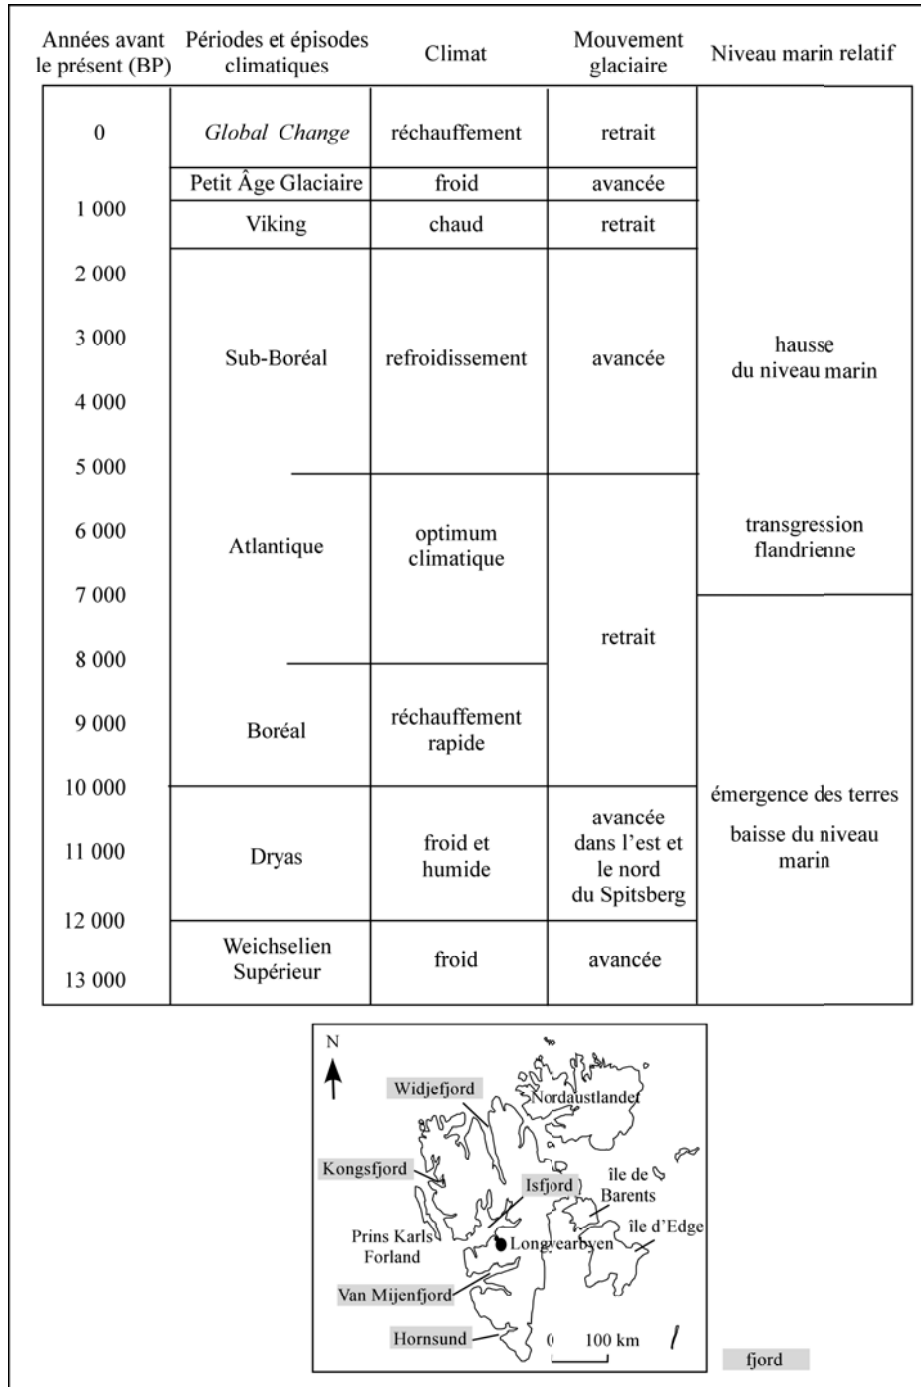 Années avant
le présent (BP)
Périodes et épisodes
climatiques
Climat
Mouvement
glaciaire
Niveau marin relatif
0
Global Change
réchauffement
retrait
Petit Âge Glaciaire
froid
avancée
1 000
Viking
chaud
retrait
2 000
3 000
Sub-Boréal
refroidissement
avancée
hausse
du niveau marin
4 000
5 000
6 000
Atlantique
optimum
climatique
transgression
flandrienne
7 000
retrait
8 000
9 000
Boréal
réchauffement
rapide
10 000
émergence des terres
baisse du niveau
marin
11 000
Dryas
froid et
humide
avancée
dans l'est et
le nord
du Spitsberg
12 000
Weichselien
Supérieur
froid
avancée
13 000
N
Widjefjord
Nordaustlandet
Kongsfjord
Isfjord
île de
Barents
île d'Edge
Prins Karls
Forland
Longyearbyen
Van Mijenfjord
Hornsund
0 100 km
fjord